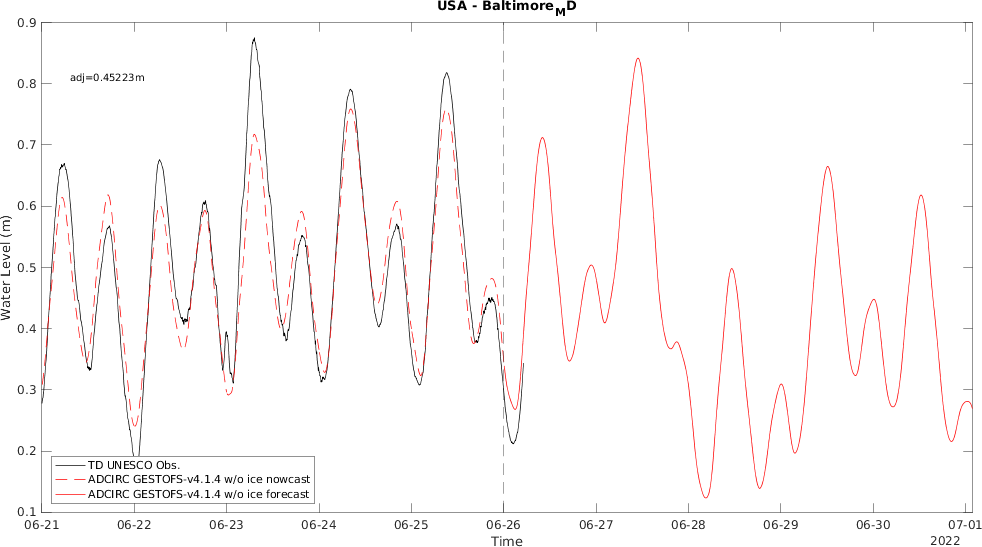 USA - Baltimore_MD
0.9
0.8
0.7
0.6
0.5
0.4
0.3
0.2
0.1
Water Level (m)
adj=0.45223m
TD UNESCO Obs.
ADCIRC GESTOFS-v4.1.4 w/o ice nowcast
ADCIRC GESTOFS-v4.1.4 w/o ice forecast
06-21 06-22 06-23 06-24 06-25 06-26 06-27 06-28 06-29 06-30 07-01
Time
2022